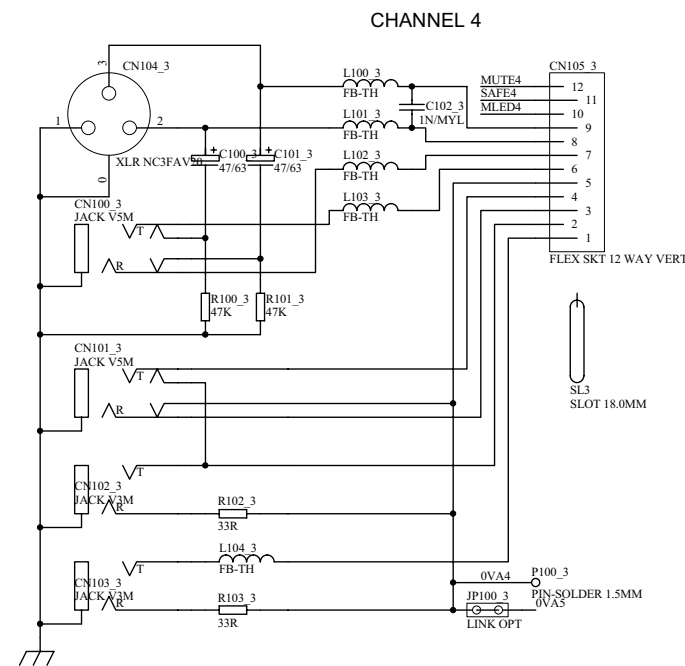 CHANNEL 4
3
CN104_3
1
2
0
XLR NC3FAV20
L100_3
FB-TH
C102_3
1N/MYL
L101_3
FB-TH
+
C100_3
47/63
+
C101_3
47/63
L102_3
FB-TH
L103_3
FB-TH
CN105_3
MUTE4
12
SAFE4
11
MLED4
10
9
8
7
6
5
4
3
2
1
FLEX SKT 12 WAY VERT
CN100_3
JACK V5M
T
R
R100_3
47K
R101_3
47K
CN101_3
JACK V5M
T
R
SL3
SLOT 18.0MM
T
CN102_3
JACK V3M
R
R102_3
33R
L104_3
FB-TH
T
CN103_3
JACK V3M
R
R103_3
33R
0VA4
P100_3
PIN-SOLDER 1.5MM
JP100_3
0VA5
LINK OPT